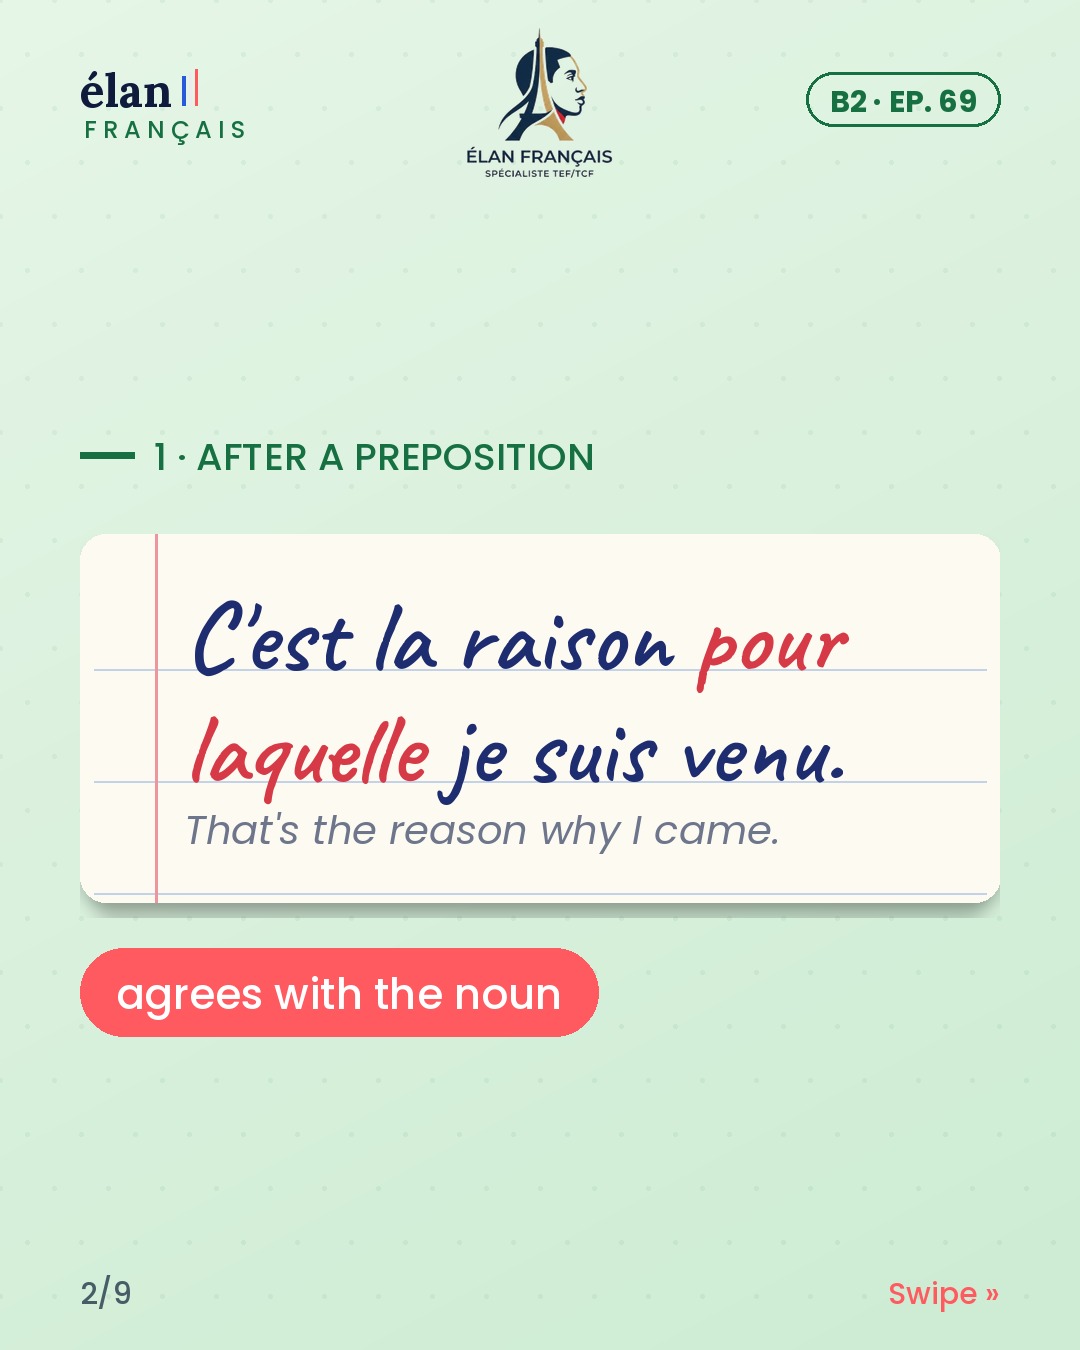 élan
FRANÇAIS
ÉLAN FRANÇAIS
SPÉCIALISTE TEF/TCF
B2 · EP. 69
1 · AFTER A PREPOSITION
C'est la raison pour
laquelle je suis venu.
That's the reason why I came.
agrees with the noun
2/9
Swipe »